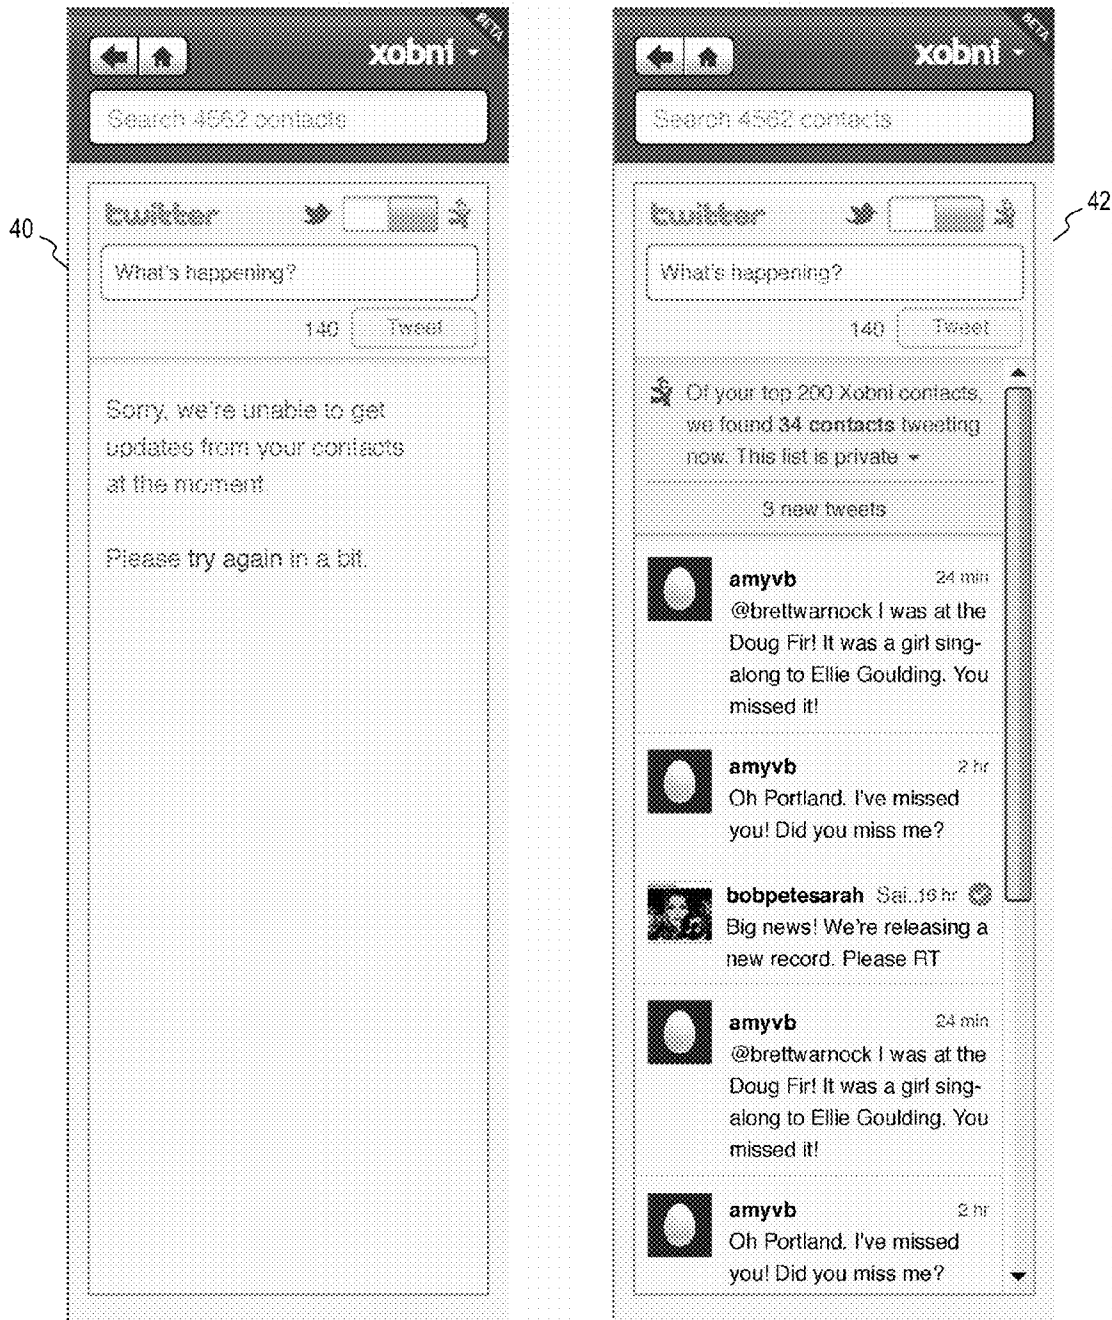 BETA
xobni
Search 4562 contacts
twitter
40
What's happening?
140 Tweet
Sorry, we're unable to get
updates from your contacts
at the moment
Please try again in a bit.
BETA
xobni
Search 4562 contacts
twitter
42
What's happening?
140 Tweet
Of your top 200 Xobni contacts,
we found 34 contacts tweeting
now. This list is private
3 new tweets
amyvb 24 min
@brettwarnock I was at the
Doug Fir! It was a girl sing-
along to Ellie Goulding. You
missed it!
amyvb 2 hr
Oh Portland. I've missed
you! Did you miss me?
bobpetesarah Sai..16 hr
Big news! We're releasing a
new record. Please RT
amyvb 24 min
@brettwarnock I was at the
Doug Fir! It was a girl sing-
along to Ellie Goulding. You
missed it!
amyvb 2 hr
Oh Portland. I've missed
you! Did you miss me?